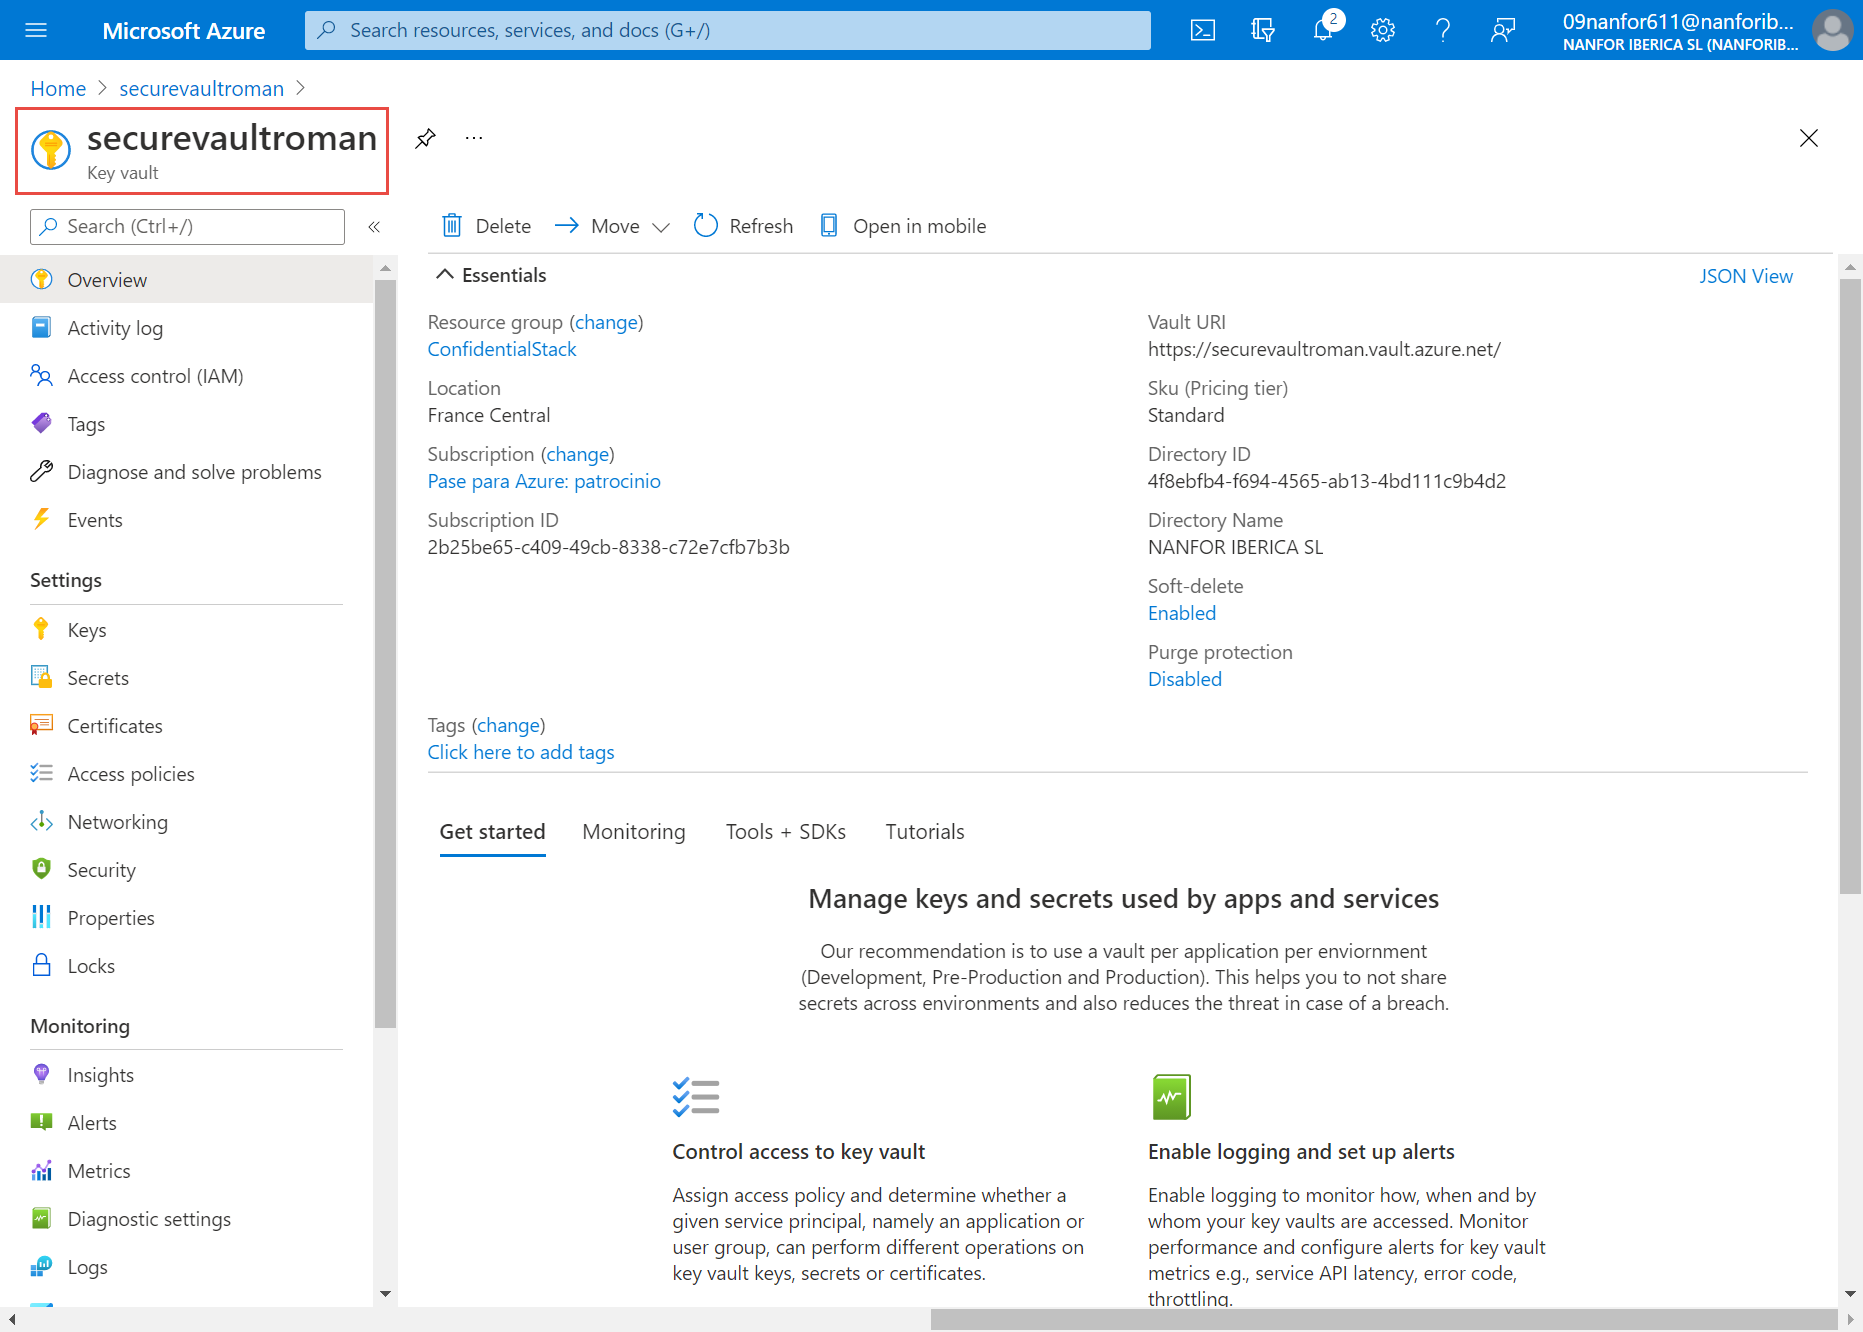 Microsoft Azure
Search resources, services, and docs (G+/)
2
09nanfor611@nanforib...
NANFOR IBERICA SL (NANFORIB...
Home > securevaultroman >
securevaultroman
Key vault
...
Search (Ctrl+/)
«
Overview
Activity log
Access control (IAM)
Tags
Diagnose and solve problems
Events
Settings
Keys
Secrets
Certificates
Access policies
Networking
Security
Properties
Locks
Monitoring
Insights
Alerts
Metrics
Diagnostic settings
Logs
Delete
Move
Refresh
Open in mobile
Essentials
JSON View
Resource group (change)
ConfidentialStack
Location
France Central
Subscription (change)
Pase para Azure: patrocinio
Subscription ID
2b25be65-c409-49cb-8338-c72e7cfb7b3b
Vault URI
https://securevaultroman.vault.azure.net/
Sku (Pricing tier)
Standard
Directory ID
4f8ebfb4-f694-4565-ab13-4bd111c9b4d2
Directory Name
NANFOR IBERICA SL
Soft-delete
Enabled
Purge protection
Disabled
Tags (change)
Click here to add tags
Get started
Monitoring
Tools + SDKs
Tutorials
Manage keys and secrets used by apps and services
Our recommendation is to use a vault per application per enviornment
(Development, Pre-Production and Production). This helps you to not share
secrets across environments and also reduces the threat in case of a breach.
Control access to key vault
Assign access policy and determine whether a
given service principal, namely an application or
user group, can perform different operations on
key vault keys, secrets or certificates.
Enable logging and set up alerts
Enable logging to monitor how, when and by
whom your key vaults are accessed. Monitor
performance and configure alerts for key vault
metrics e.g., service API latency, error code,
throttling.